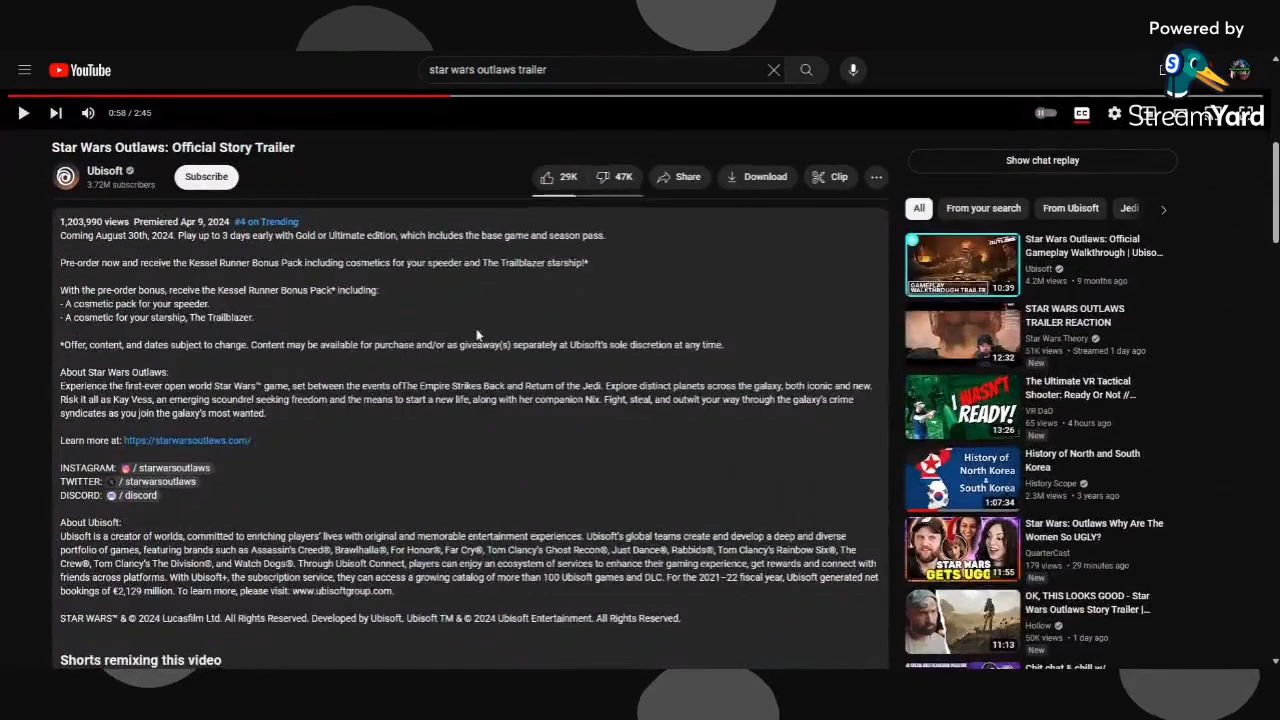 Powered by
YouTube
star wars outlaws trailer
StreamYard
0:58 / 2:45
CC
Star Wars Outlaws: Official Story Trailer
Ubisoft
3.72M subscribers
Subscribe
29K
47K
Share
Download
Clip
Show chat replay
1,203,990 views Premiered Apr 9, 2024 #4 on Trending
Coming August 30th, 2024. Play up to 3 days early with Gold or Ultimate edition, which includes the base game and season pass.
Pre-order now and receive the Kessel Runner Bonus Pack including cosmetics for your speeder and The Trailblazer starship!*
With the pre-order bonus, receive the Kessel Runner Bonus Pack* including:
- A cosmetic pack for your speeder.
- A cosmetic for your starship, The Trailblazer.
*Offer, content, and dates subject to change. Content may be available for purchase and/or as giveaway(s) separately at Ubisoft's sole discretion at any time.
About Star Wars Outlaws:
Experience the first-ever open world Star Wars™ game, set between the events ofThe Empire Strikes Back and Return of the Jedi. Explore distinct planets across the galaxy, both iconic and new.
Risk it all as Kay Vess, an emerging scoundrel seeking freedom and the means to start a new life, along with her companion Nix. Fight, steal, and outwit your way through the galaxy's crime
syndicates as you join the galaxy's most wanted.
Learn more at: https://starwarsoutlaws.com/
INSTAGRAM: / starwarsoutlaws
TWITTER: / starwarsoutlaws
DISCORD: / discord
About Ubisoft:
Ubisoft is a creator of worlds, committed to enriching players' lives with original and memorable entertainment experiences. Ubisoft's global teams create and develop a deep and diverse
portfolio of games, featuring brands such as Assassin's Creed®, Brawlhalla®, For Honor®, Far Cry®, Tom Clancy's Ghost Recon®, Just Dance®, Rabbids®, Tom Clancy's Rainbow Six®, The
Crew®, Tom Clancy's The Division®, and Watch Dogs®. Through Ubisoft Connect, players can enjoy an ecosystem of services to enhance their gaming experience, get rewards and connect with
friends across platforms. With Ubisoft+, the subscription service, they can access a growing catalog of more than 100 Ubisoft games and DLC. For the 2021–22 fiscal year, Ubisoft generated net
bookings of €2,129 million. To learn more, please visit: www.ubisoftgroup.com.
STAR WARS™ & © 2024 Lucasfilm Ltd. All Rights Reserved. Developed by Ubisoft. Ubisoft TM & © 2024 Ubisoft Entertainment. All Rights Reserved.
Shorts remixing this video
All
From your search
From Ubisoft
Jedi
GAMEPLAY
WALKTHROUGH TRAILER
10:39
Star Wars Outlaws: Official
Gameplay Walkthrough | Ubiso...
Ubisoft
4.2M views • 9 months ago
12:32
STAR WARS OUTLAWS
TRAILER REACTION
Star Wars Theory
51K views • Streamed 1 day ago
New
I WASN'T
READY!
13:26
The Ultimate VR Tactical
Shooter: Ready Or Not //...
VR DaD
65 views • 4 hours ago
New
History of
North Korea
&
South Korea
1:07:34
History of North and South
Korea
History Scope
2.3M views • 3 years ago
STAR WARS
GETS UGG
11:55
Star Wars: Outlaws Why Are The
Women So UGLY?
QuarterCast
179 views • 29 minutes ago
New
11:13
OK, THIS LOOKS GOOD - Star
Wars Outlaws Story Trailer |...
Hollow
50K views • 1 day ago
New
Chit chat & chill w/